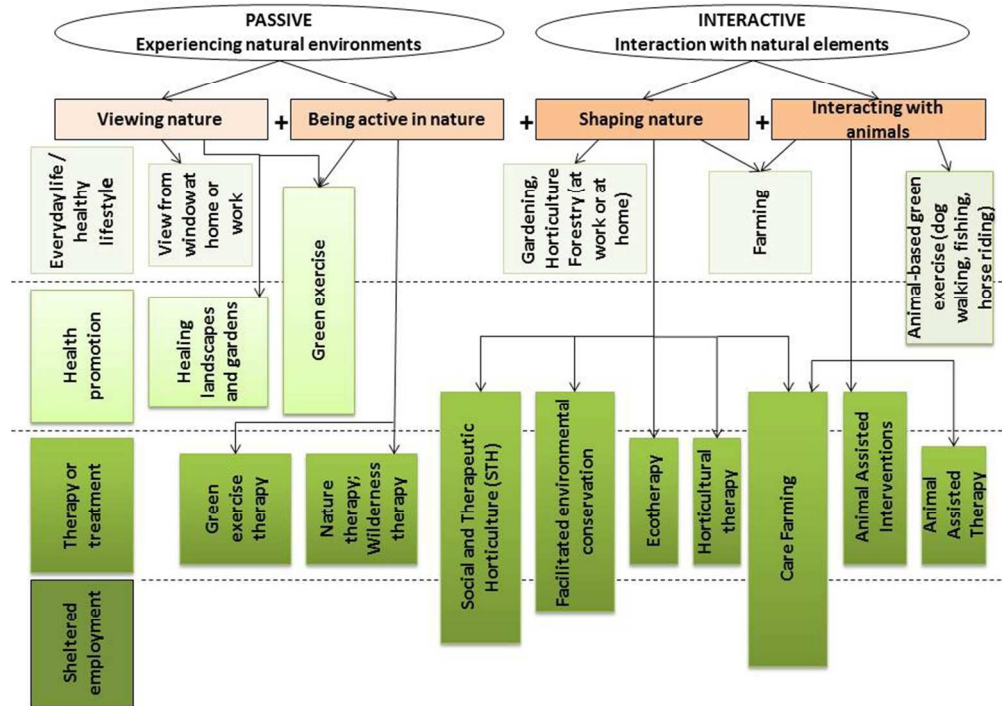 PASSIVE
Experiencing natural environments
INTERACTIVE
Interaction with natural elements
Viewing nature
+
Being active in nature
+
Shaping nature
+
Interacting with
animals
Everyday life /
healthy
lifestyle
View from
window at
home or
work
Green exercise
Gardening,
Horticulture
Forestry (at
work or at
home)
Farming
Animal-based green
exercise (dog
walking, fishing,
horse riding)
Health
promotion
Healing
landscapes
and gardens
Therapy or
treatment
Green
exercise
therapy
Nature
therapy;
Wilderness
therapy
Social and Therapeutic
Horticulture (STH)
Facilitated environmental
conservation
Ecotherapy
Horticultural
therapy
Care Farming
Animal Assisted
Interventions
Animal
Assisted
Therapy
Sheltered
employment